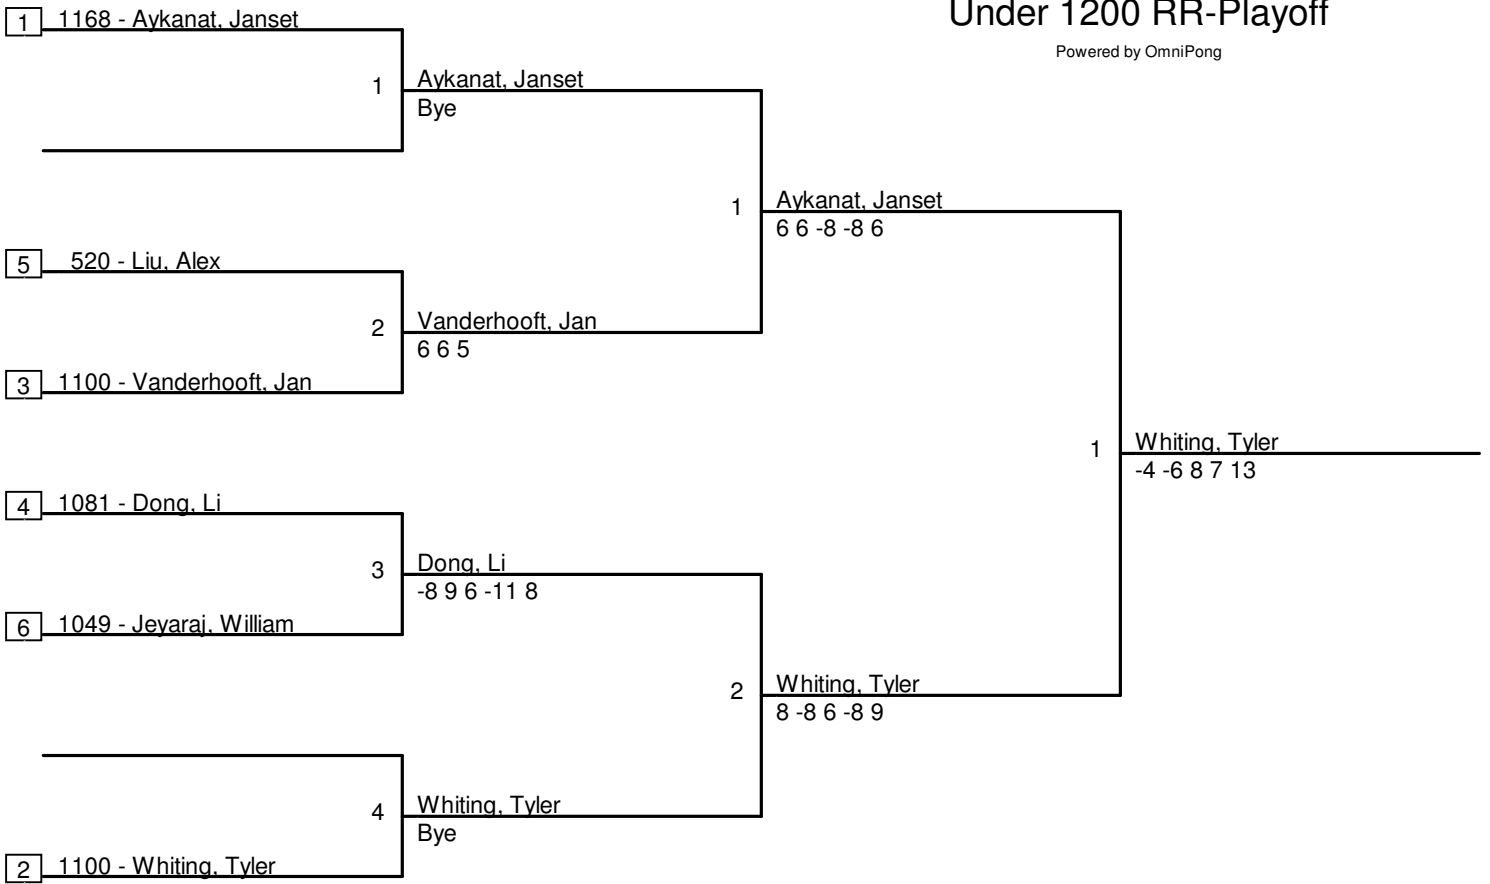 Under 1200 RR-Playoff
Powered by OmniPong
1 1168 - Aykanat, Janset
1 Aykanat, Janset
Bye
1 Aykanat, Janset
6 6 -8 -8 6
5 520 - Liu, Alex
2 Vanderhooft, Jan
6 6 5
3 1100 - Vanderhooft, Jan
1 Whiting, Tyler
-4 -6 8 7 13
4 1081 - Dong, Li
3 Dong, Li
-8 9 6 -11 8
6 1049 - Jeyaraj, William
2 Whiting, Tyler
8 -8 6 -8 9
4 Whiting, Tyler
Bye
2 1100 - Whiting, Tyler